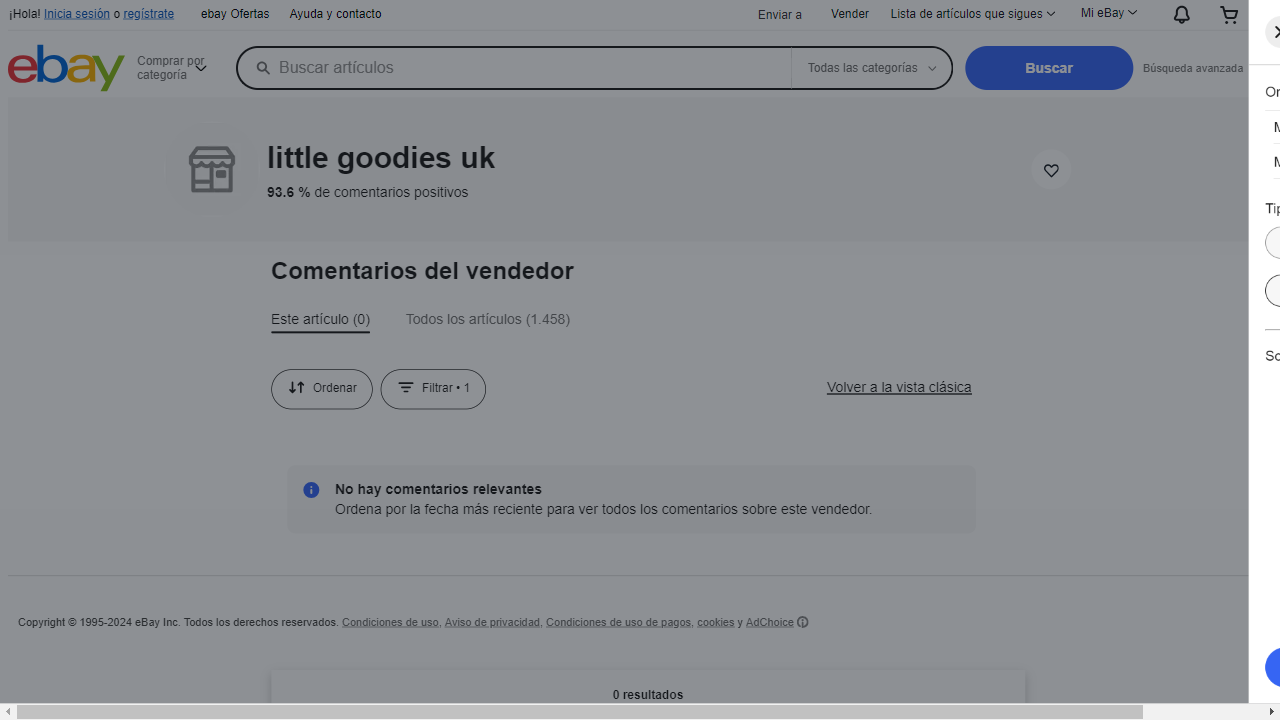 ¡Hola! Inicia sesión o regístrate
ebay Ofertas
Ayuda y contacto
Enviar a
Vender
Lista de artículos que sigues
Mi eBay
ebay
Comprar por
categoría
Buscar artículos
Todas las categorías
Buscar
Búsqueda avanzada
little goodies uk
93.6 % de comentarios positivos
Comentarios del vendedor
Este artículo (0)
Todos los artículos (1.458)
Ordenar
Filtrar • 1
Volver a la vista clásica
No hay comentarios relevantes
Ordena por la fecha más reciente para ver todos los comentarios sobre este vendedor.
Copyright © 1995-2024 eBay Inc. Todos los derechos reservados. Condiciones de uso, Aviso de privacidad, Condiciones de uso de pagos, cookies y AdChoice
0 resultados